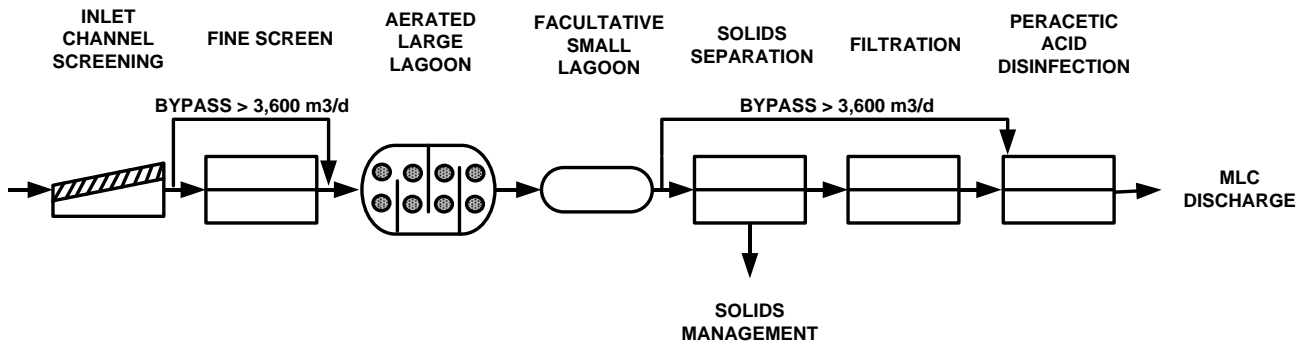 INLET
CHANNEL
SCREENING
FINE SCREEN
AERATED
LARGE
LAGOON
FACULTATIVE
SMALL
LAGOON
SOLIDS
SEPARATION
FILTRATION
PERACETIC
ACID
DISINFECTION
BYPASS > 3,600 m3/d
BYPASS > 3,600 m3/d
MLC
DISCHARGE
SOLIDS
MANAGEMENT